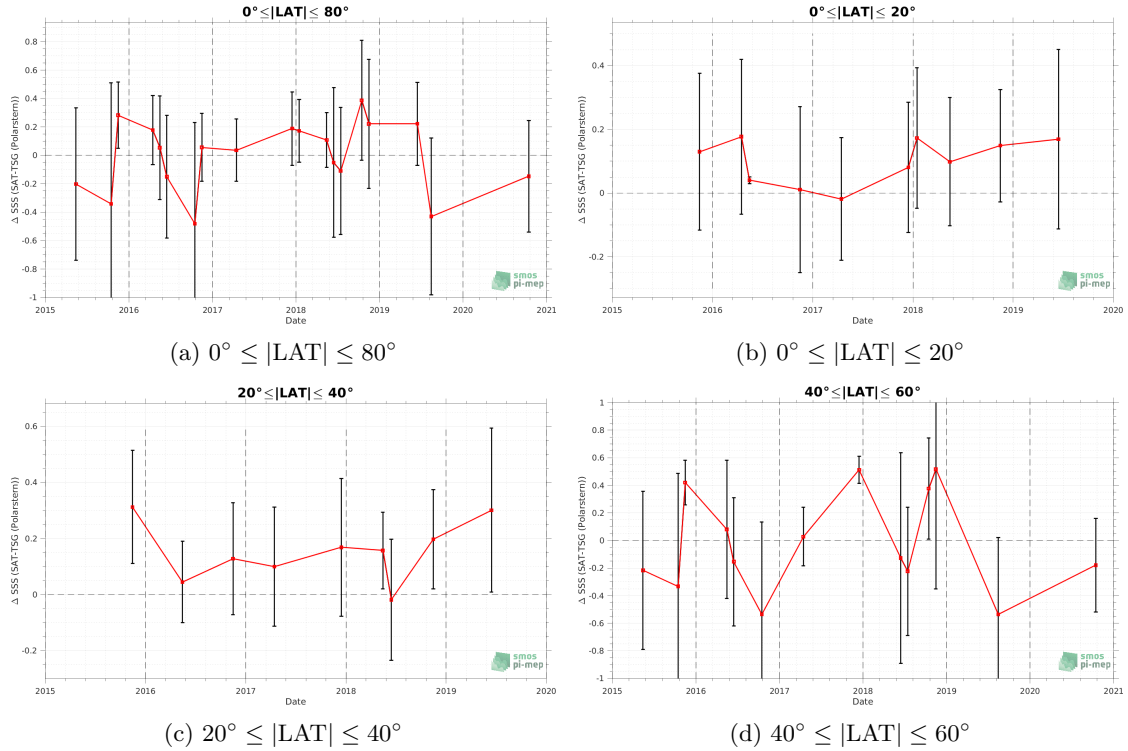 0°≤|LAT|≤ 80°
Δ SSS (SAT-TSG (Polarstern))
0.8
0.6
0.4
0.2
0
-0.2
-0.4
-0.6
-0.8
-1
2015
2016
2017
2018
2019
2020
2021
Date
smos
pi-mep
(a) 0° ≤ |LAT| ≤ 80°
0°≤|LAT|≤ 20°
Δ SSS (SAT-TSG (Polarstern))
0.4
0.2
0
-0.2
2015
2016
2017
2018
2019
2020
Date
smos
pi-mep
(b) 0° ≤ |LAT| ≤ 20°
20°≤|LAT|≤ 40°
Δ SSS (SAT-TSG (Polarstern))
0.6
0.4
0.2
0
-0.2
2015
2016
2017
2018
2019
2020
Date
smos
pi-mep
(c) 20° ≤ |LAT| ≤ 40°
40°≤|LAT|≤ 60°
Δ SSS (SAT-TSG (Polarstern))
1
0.8
0.6
0.4
0.2
0
-0.2
-0.4
-0.6
-0.8
-1
2015
2016
2017
2018
2019
2020
2021
Date
smos
pi-mep
(d) 40° ≤ |LAT| ≤ 60°